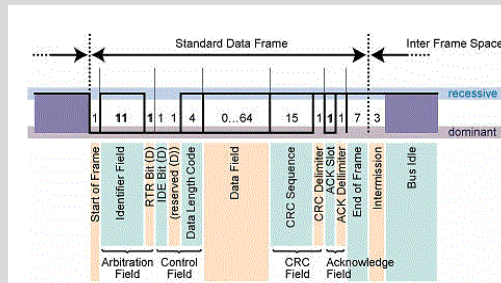 Standard Data Frame
Inter Frame Space
recessive
1 11 1 1 1 4 0...64 15 1 1 1 7 3
dominant
Start of Frame
Identifier Field
RTR Bit (D)
IDE Bit (D)
(reserved (D))
Data Length Code
Data Field
CRC Sequence
CRC Delimiter
ACK Slot
ACK Delimiter
End of Frame
Intermission
Bus Idle
Arbitration
Field
Control
Field
CRC
Field
Acknowledge
Field